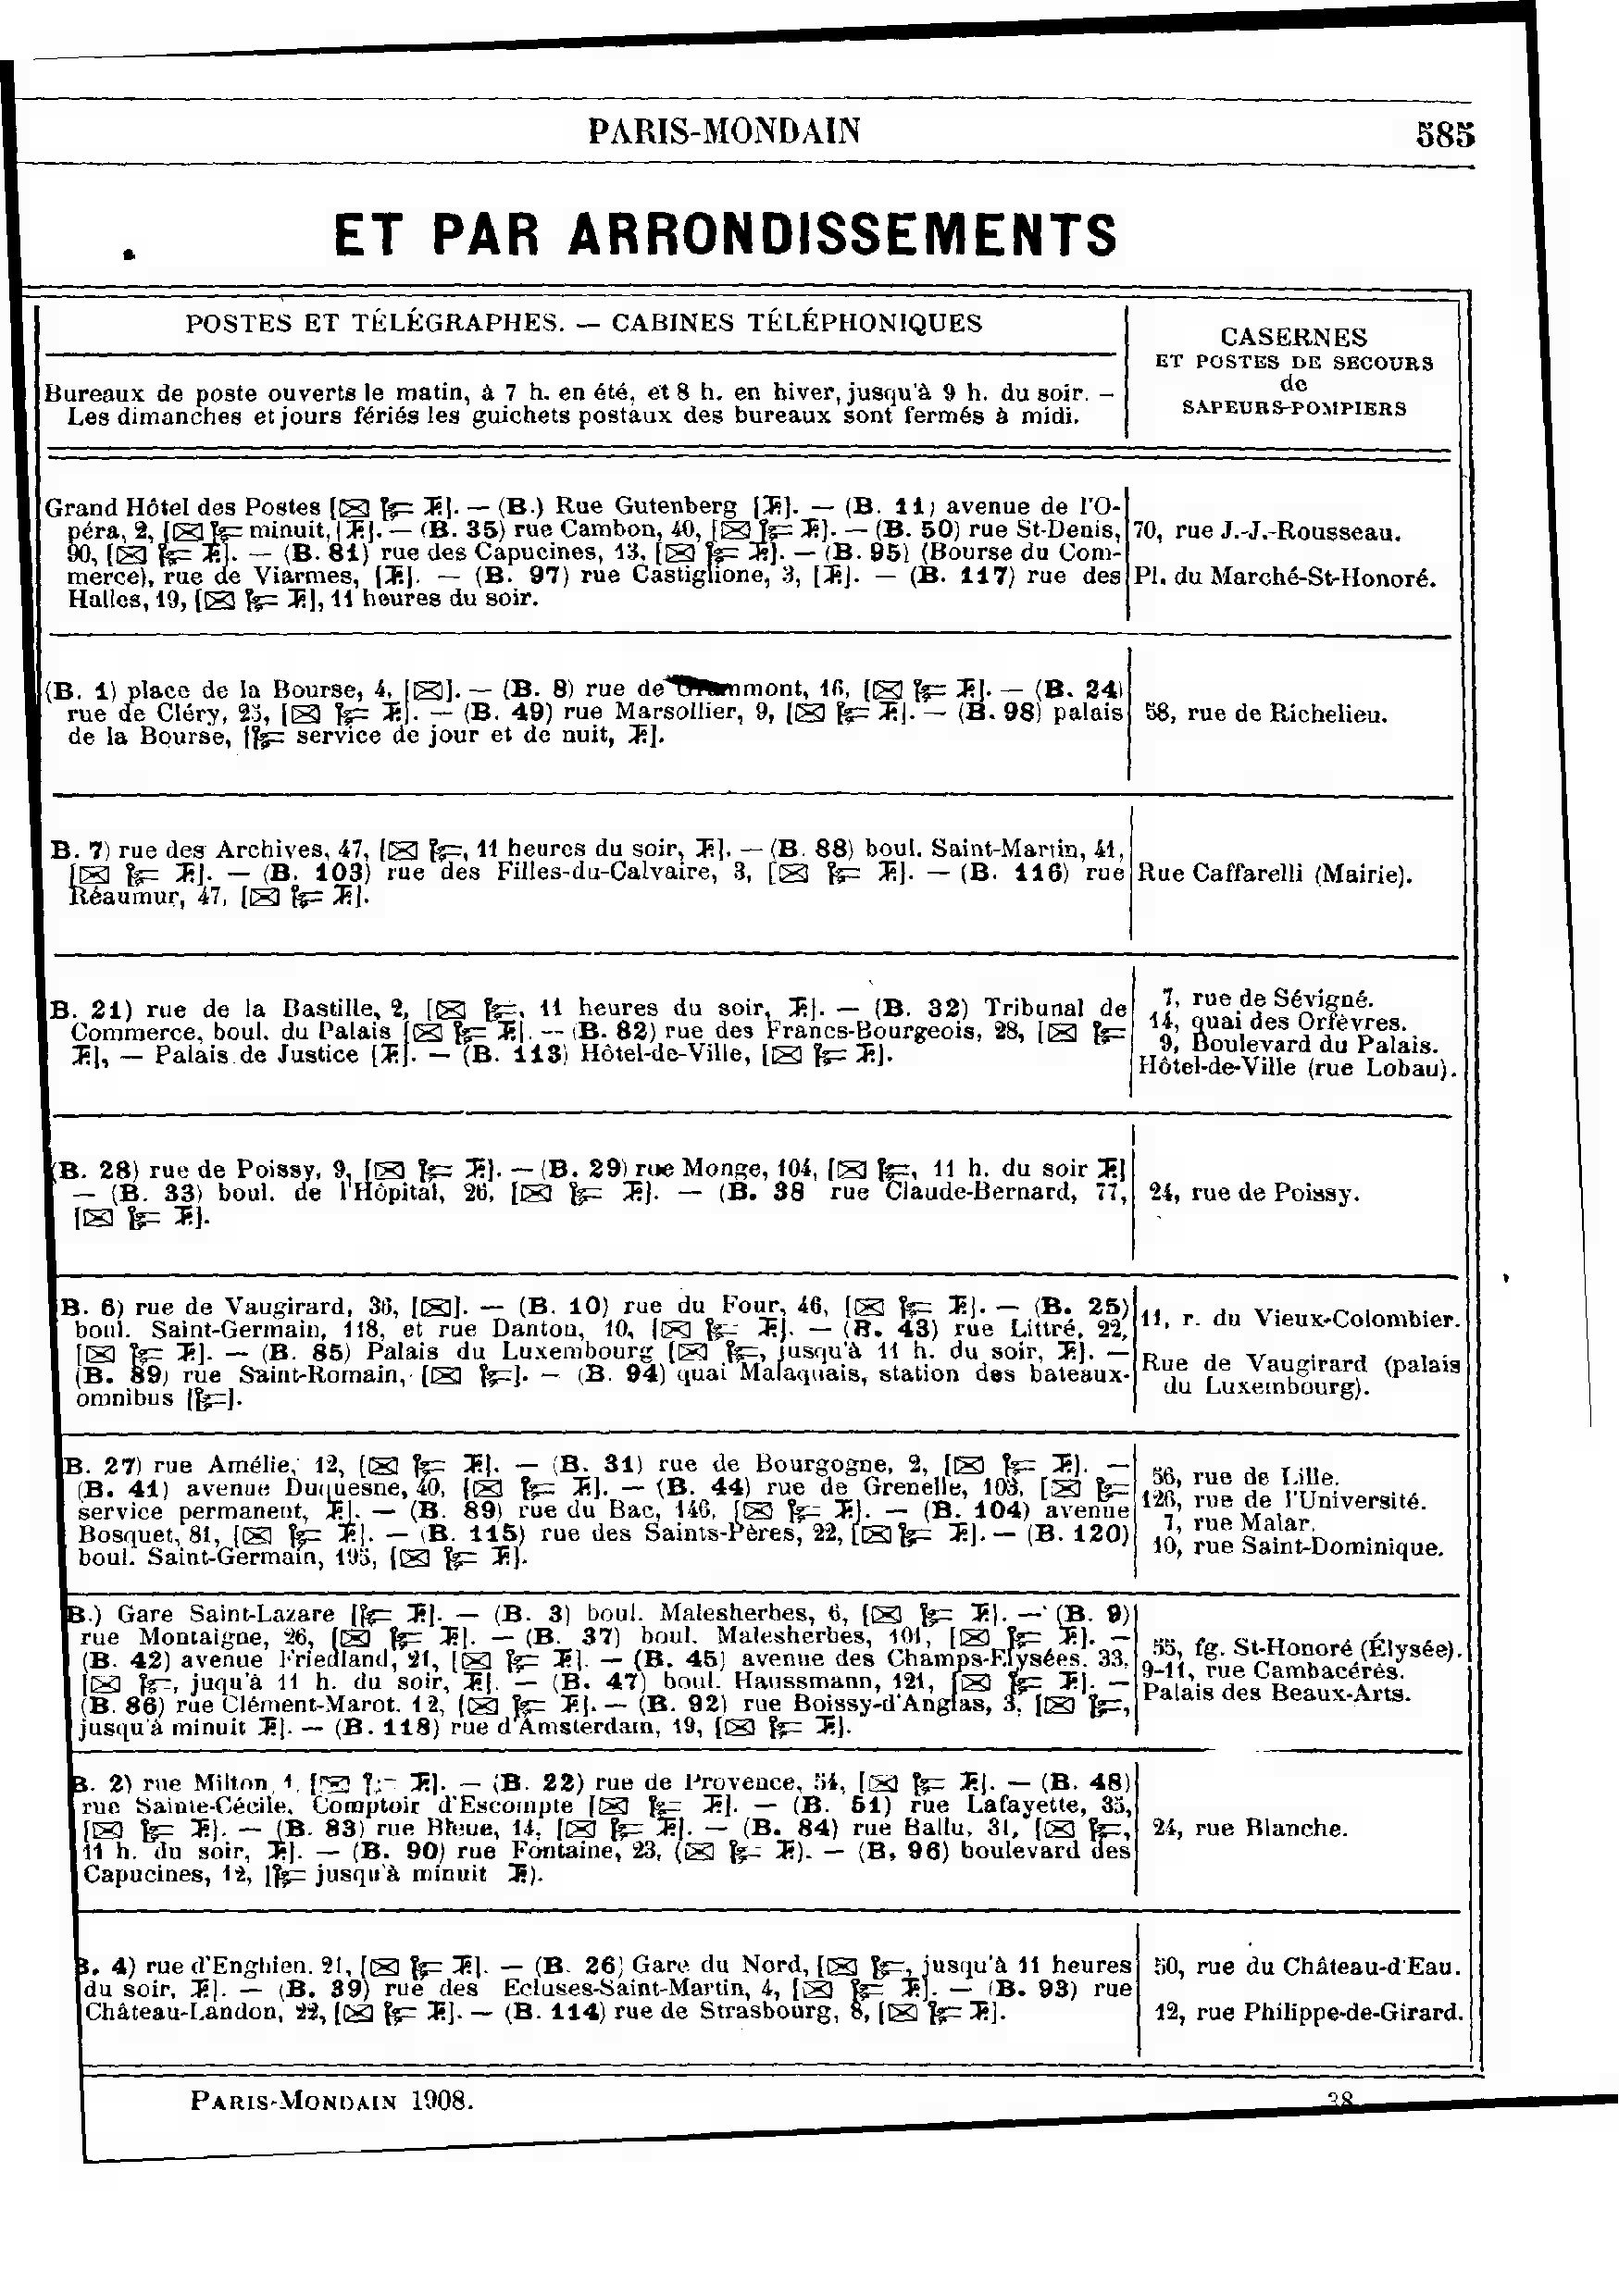 PARIS-MONDAIN 585
ET PAR ARRONDISSEMENTS
POSTES ET TÉLÉGRAPHES. — CABINES TÉLÉPHONIQUES
Bureaux de poste ouverts le matin, à 7 h. en été, et 8 h. en hiver, jusqu'à 9 h. du soir. —
Les dimanches et jours fériés les guichets postaux des bureaux sont fermés à midi.
CASERNES
ET POSTES DE SECOURS
de
SAPEURS-POMPIERS
Grand Hôtel des Postes [✉ T.]. — (B.) Rue Gutenberg [T.]. — (B. 11) avenue de l'O-
péra, 2, [✉ minuit, T.]. — (B. 35) rue Cambon, 40, [✉ T.]. — (B. 50) rue St-Denis,
90, [✉ T.]. — (B. 81) rue des Capucines, 13, [✉ T.]. — (B. 95) (Bourse du Com-
merce), rue de Viarmes, [T.]. — (B. 97) rue Castiglione, 3, [T.]. — (B. 117) rue des
Halles, 19, [✉ T.], 11 heures du soir.
70, rue J.-J.-Rousseau.
Pl. du Marché-St-Honoré.
(B. 1) place de la Bourse, 4, [✉]. — (B. 8) rue de Grammont, 16, [✉ T.]. — (B. 24)
rue de Cléry, 25, [✉ T.]. — (B. 49) rue Marsollier, 9, [✉ T.]. — (B. 98) palais
de la Bourse, [service de jour et de nuit, T.].
58, rue de Richelieu.
B. 7) rue des Archives, 47, [✉, 11 heures du soir, T.]. — (B. 88) boul. Saint-Martin, 41,
[✉ T.]. — (B. 103) rue des Filles-du-Calvaire, 3, [✉ T.]. — (B. 116) rue
Réaumur, 47, [✉ T.].
Rue Caffarelli (Mairie).
B. 21) rue de la Bastille, 2, [✉, 11 heures du soir, T.]. — (B. 32) Tribunal de
Commerce, boul. du Palais [✉ T.]. — (B. 82) rue des Francs-Bourgeois, 28, [✉
T.], — Palais de Justice [T.]. — (B. 113) Hôtel-de-Ville, [✉ T.].
7, rue de Sévigné.
14, quai des Orfèvres.
9, Boulevard du Palais.
Hôtel-de-Ville (rue Lobau).
(B. 28) rue de Poissy, 9, [✉ T.]. — (B. 29) rue Monge, 104, [✉, 11 h. du soir T.]
— (B. 33) boul. de l'Hôpital, 26, [✉ T.]. — (B. 38 rue Claude-Bernard, 77,
[✉ T.].
24, rue de Poissy.
B. 6) rue de Vaugirard, 36, [✉]. — (B. 10) rue du Four, 46, [✉ T.]. — (B. 25)
boul. Saint-Germain, 118, et rue Danton, 10, [✉ T.]. — (B. 43) rue Littré, 22,
[✉ T.]. — (B. 85) Palais du Luxembourg [✉, jusqu'à 11 h. du soir, T.]. —
(B. 89) rue Saint-Romain, [✉]. — (B. 94) quai Malaquais, station des bateaux-
omnibus [].
11, r. du Vieux-Colombier.
Rue de Vaugirard (palais
du Luxembourg).
B. 27) rue Amélie, 12, [✉ T.]. — (B. 31) rue de Bourgogne, 2, [✉ T.]. —
(B. 41) avenue Duquesne, 40, [✉ T.]. — (B. 44) rue de Grenelle, 103, [✉
service permanent, T.]. — (B. 89) rue du Bac, 146, [✉ T.]. — (B. 104) avenue
Bosquet, 81, [✉ T.]. — (B. 115) rue des Saints-Pères, 22, [✉ T.]. — (B. 120)
boul. Saint-Germain, 195, [✉ T.].
56, rue de Lille.
126, rue de l'Université.
7, rue Malar.
10, rue Saint-Dominique.
B.) Gare Saint-Lazare [T.]. — (B. 3) boul. Malesherbes, 6, [✉ T.]. — (B. 9)
rue Montaigne, 26, [✉ T.]. — (B. 37) boul. Malesherbes, 101, [✉ T.]. —
(B. 42) avenue Friedland, 21, [✉ T.]. — (B. 45) avenue des Champs-Elysées, 33,
[✉, juqu'à 11 h. du soir, T.]. — (B. 47) boul. Haussmann, 121, [✉ T.]. —
(B. 86) rue Clément-Marot, 12, [✉ T.]. — (B. 92) rue Boissy-d'Anglas, 3, [✉,
jusqu'à minuit T.]. — (B. 118) rue d'Amsterdam, 19, [✉ T.].
55, fg. St-Honoré (Élysée).
9-11, rue Cambacérès.
Palais des Beaux-Arts.
B. 2) rue Milton, 1, [✉ T.]. — (B. 22) rue de Provence, 54, [✉ T.]. — (B. 48)
rue Sainte-Cécile, Comptoir d'Escompte [✉ T.]. — (B. 51) rue Lafayette, 35,
[✉ T.]. — (B. 83) rue Bleue, 14, [✉ T.]. — (B. 84) rue Ballu, 31, [✉,
11 h. du soir, T.]. — (B. 90) rue Fontaine, 23, (✉ T.). — (B, 96) boulevard des
Capucines, 12, [jusqu'à minuit T.).
24, rue Blanche.
B. 4) rue d'Enghien, 21, [✉ T.]. — (B. 26) Gare du Nord, [✉, jusqu'à 11 heures
du soir, T.]. — (B. 39) rue des Ecluses-Saint-Martin, 4, [✉ T.]. — (B. 93) rue
Château-Landon, 22, [✉ T.]. — (B. 114) rue de Strasbourg, 8, [✉ T.].
50, rue du Château-d'Eau.
12, rue Philippe-de-Girard.
PARIS-MONDAIN 1908.
38